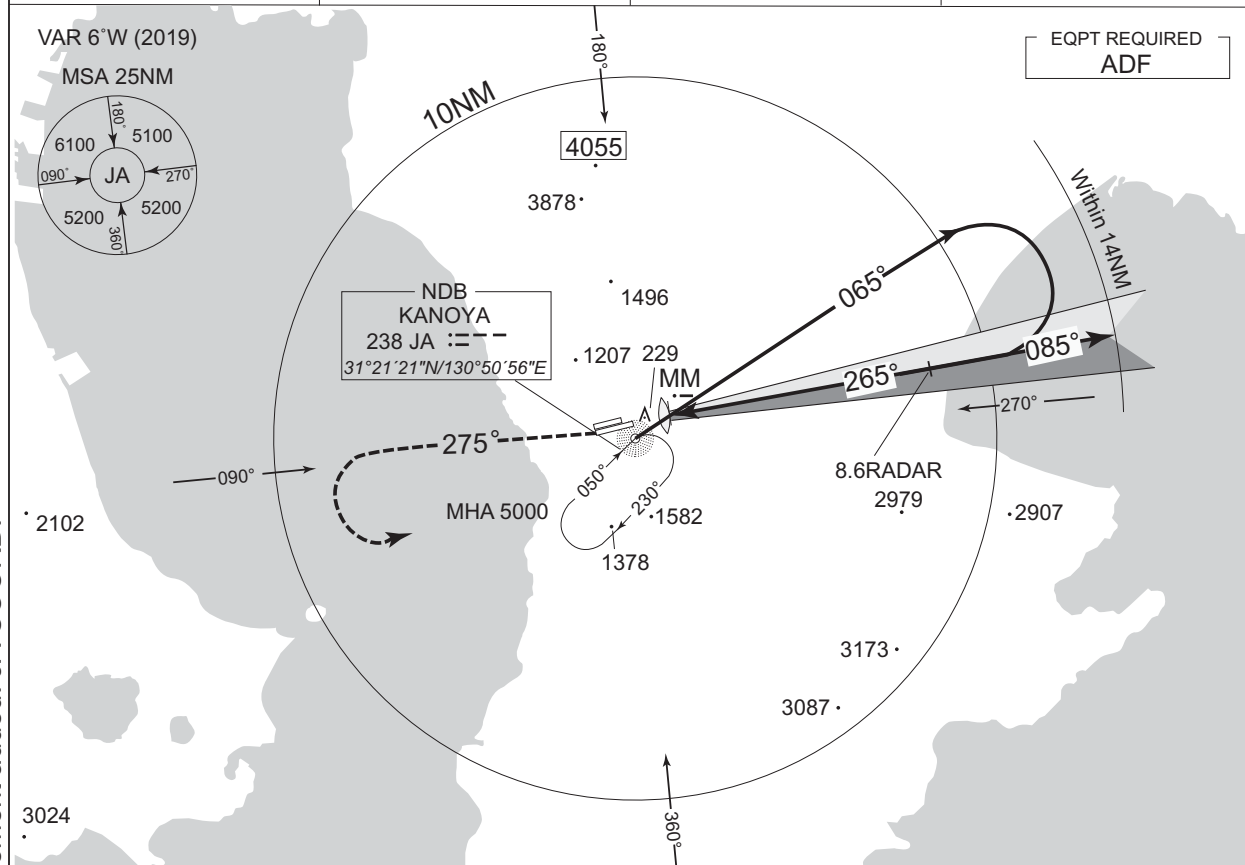 VAR 6°W (2019)
MSA 25NM
180°
6100
5100
090°
JA
270°
5200
5200
360°
180°
EQPT REQUIRED
ADF
10NM
4055
3878
Within 14NM
065°
1496
NDB
KANOYA
238 JA
31°21´21"N/130°50´56"E
1207
229
MM
085°
265°
270°
275°
090°
050°
230°
8.6RADAR
MHA 5000
2979
2907
2102
1582
1378
3173
3087
3024
360°